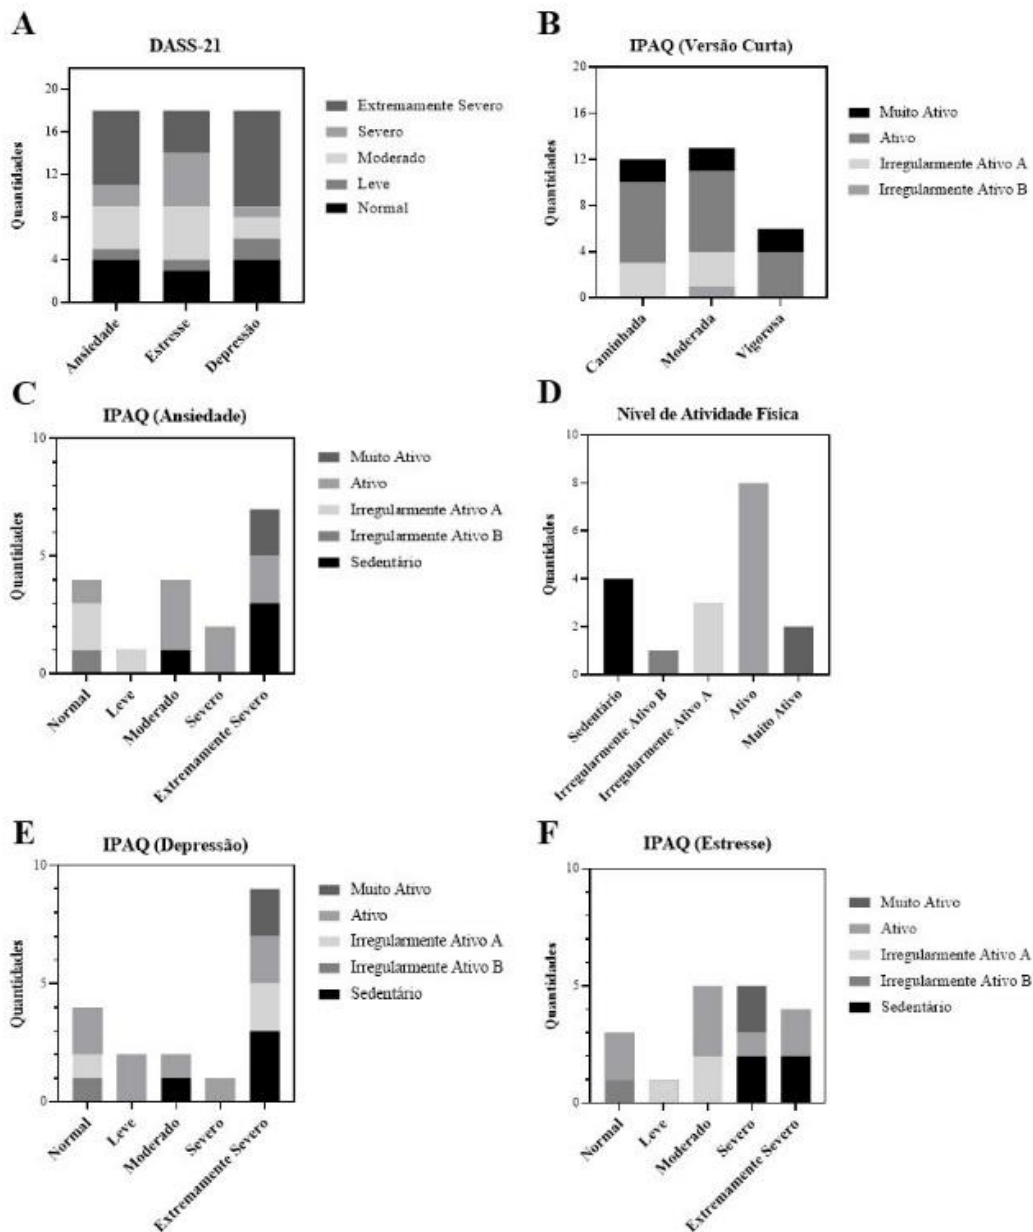 A
DASS-21
Quantidades
20
16
12
8
4
0
Ansiedade
Estresse
Depressão
Extremamente Severo
Severo
Moderado
Leve
Normal
B
IPAQ (Versão Curta)
Quantidades
20
16
12
8
4
0
Caminhada
Moderada
Vigorosa
Muito Ativo
Ativo
Irregularmente Ativo A
Irregularmente Ativo B
C
IPAQ (Ansiedade)
Quantidades
10
5
0
Normal
Leve
Moderado
Severo
Extremamente Severo
Muito Ativo
Ativo
Irregularmente Ativo A
Irregularmente Ativo B
Sedentário
D
Nível de Atividade Física
Quantidades
10
8
6
4
2
0
Sedentário
Irregularmente Ativo B
Irregularmente Ativo A
Ativo
Muito Ativo
E
IPAQ (Depressão)
Quantidades
10
5
0
Normal
Leve
Moderado
Severo
Extremamente Severo
Muito Ativo
Ativo
Irregularmente Ativo A
Irregularmente Ativo B
Sedentário
F
IPAQ (Estresse)
Quantidades
10
5
0
Normal
Leve
Moderado
Severo
Extremamente Severo
Muito Ativo
Ativo
Irregularmente Ativo A
Irregularmente Ativo B
Sedentário